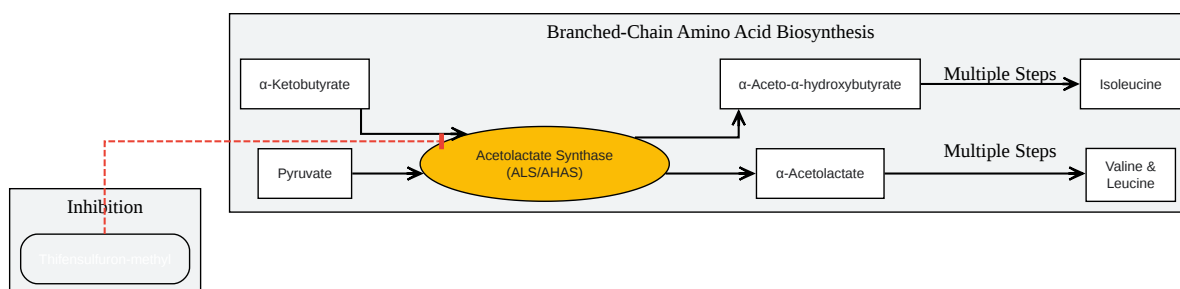 Branched-Chain Amino Acid Biosynthesis
α-Ketobutyrate
α-Aceto-α-hydroxybutyrate
Multiple Steps
Isoleucine
Acetolactate Synthase
(ALS/AHAS)
Pyruvate
α-Acetolactate
Multiple Steps
Valine &
Leucine
Inhibition
Thifensulfuron-methyl